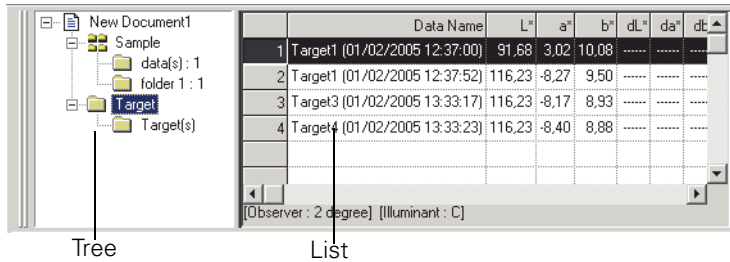 New Document1
Sample
data(s) : 1
folder 1 : 1
Target
Target(s)
Data Name L* a* b* dL* da* db
1 Target1 (01/02/2005 12:37:00) 91,68 3,02 10,08 ----- ----- ----
2 Target1 (01/02/2005 12:37:52) 116,23 -8,27 9,50 ----- ----- ----
3 Target3 (01/02/2005 13:33:17) 116,23 -8,17 8,93 ----- ----- ----
4 Target4 (01/02/2005 13:33:23) 116,23 -8,40 8,88 ----- ----- ----
[Observer : 2 degree] [Illuminant : C]
Tree List